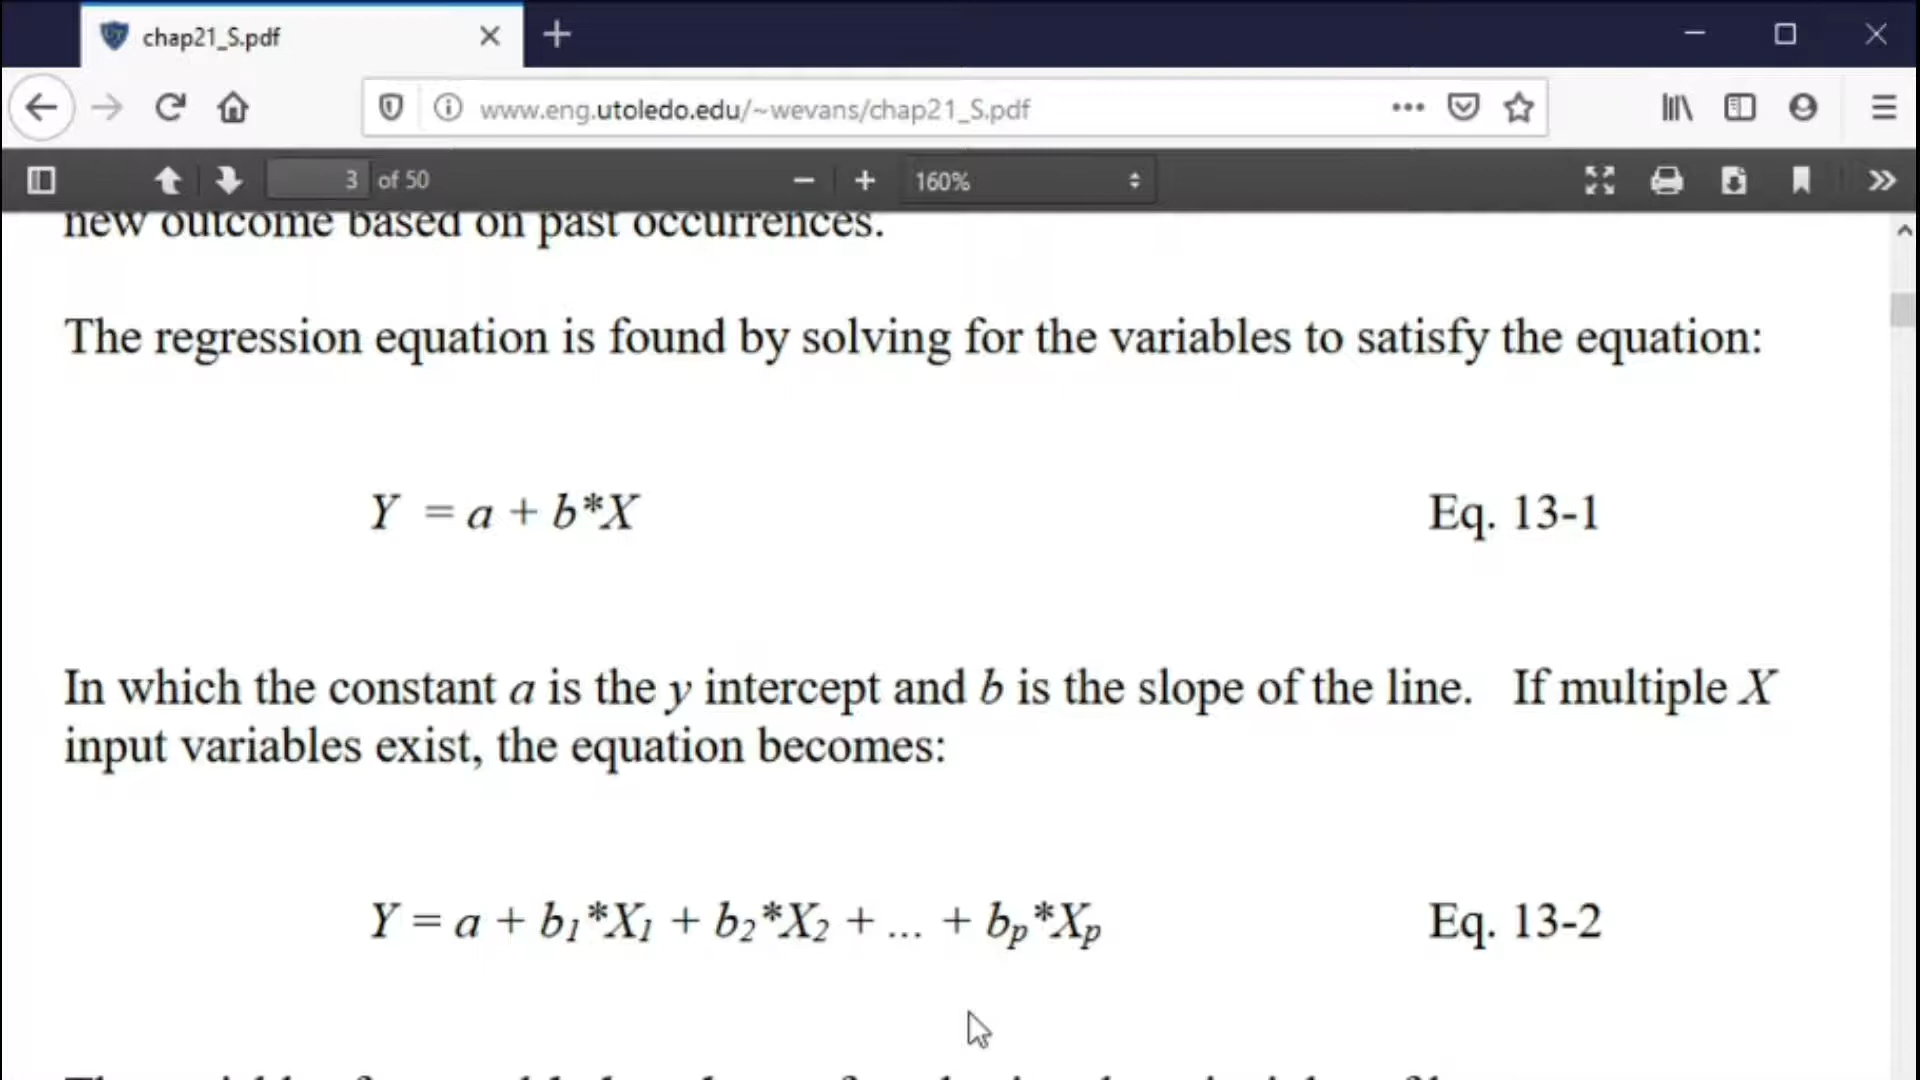 chap21_S.pdf
www.eng.utoledo.edu/~wevans/chap21_S.pdf
3 of 50
160%
new outcome based on past occurrences.
The regression equation is found by solving for the variables to satisfy the equation:
Y = a + b*X Eq. 13-1
In which the constant a is the y intercept and b is the slope of the line. If multiple X
input variables exist, the equation becomes:
Y = a + b₁*X₁ + b₂*X₂ + ... + bₚ*Xₚ Eq. 13-2